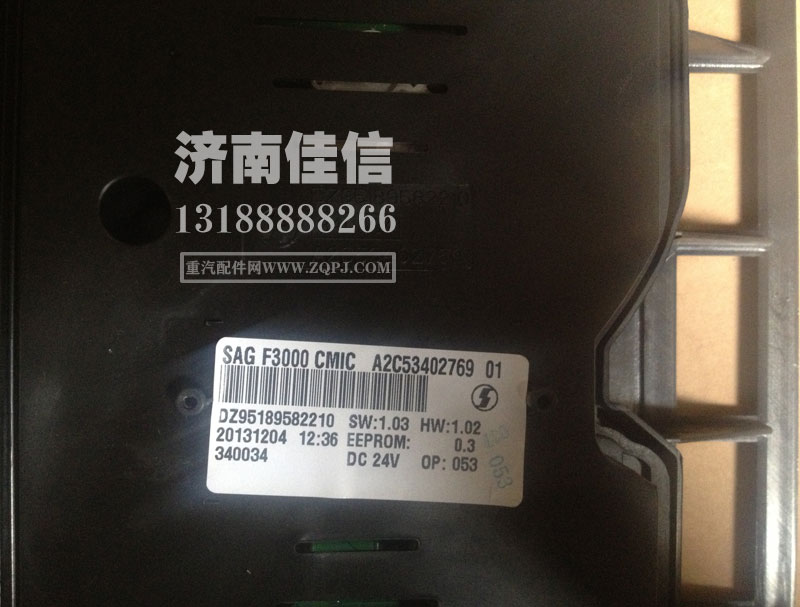 济南佳信
13188888266
重汽配件网WWW.ZQPJ.COM
SAG F3000 CMIC A2C53402769 01
DZ95189582210 SW:1.03 HW:1.02
20131204 12:36 EEPROM: 0.3
340034 DC 24V OP: 053
053